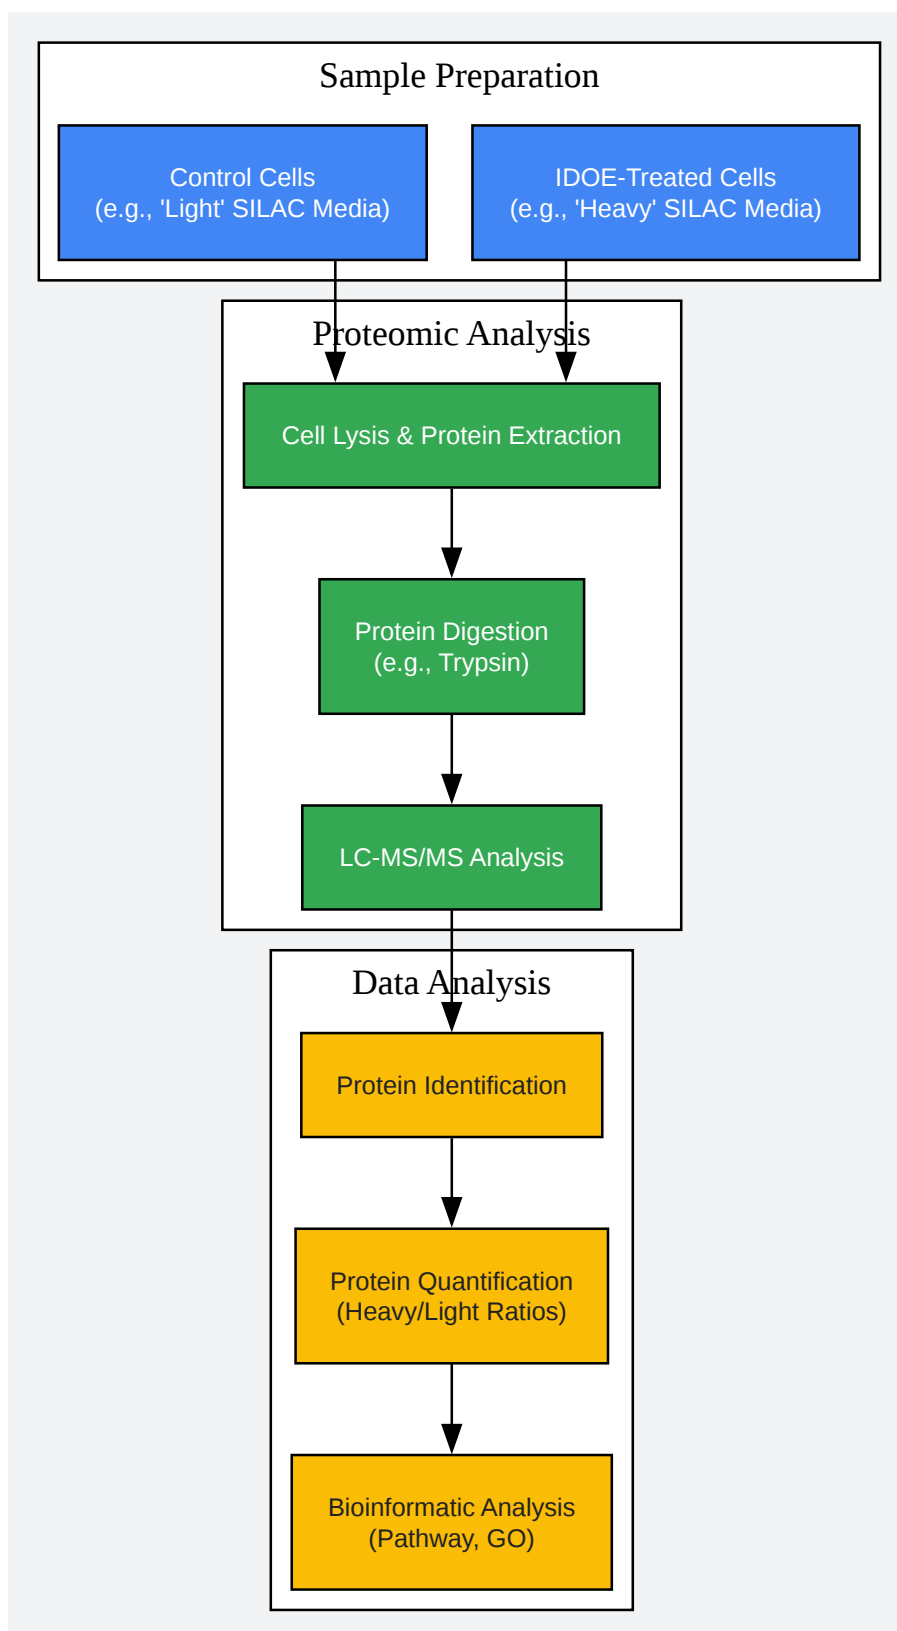 Sample Preparation
Control Cells
(e.g., 'Light' SILAC Media)
IDOE-Treated Cells
(e.g., 'Heavy' SILAC Media)
Proteomic Analysis
Cell Lysis & Protein Extraction
Protein Digestion
(e.g., Trypsin)
LC-MS/MS Analysis
Data Analysis
Protein Identification
Protein Quantification
(Heavy/Light Ratios)
Bioinformatic Analysis
(Pathway, GO)